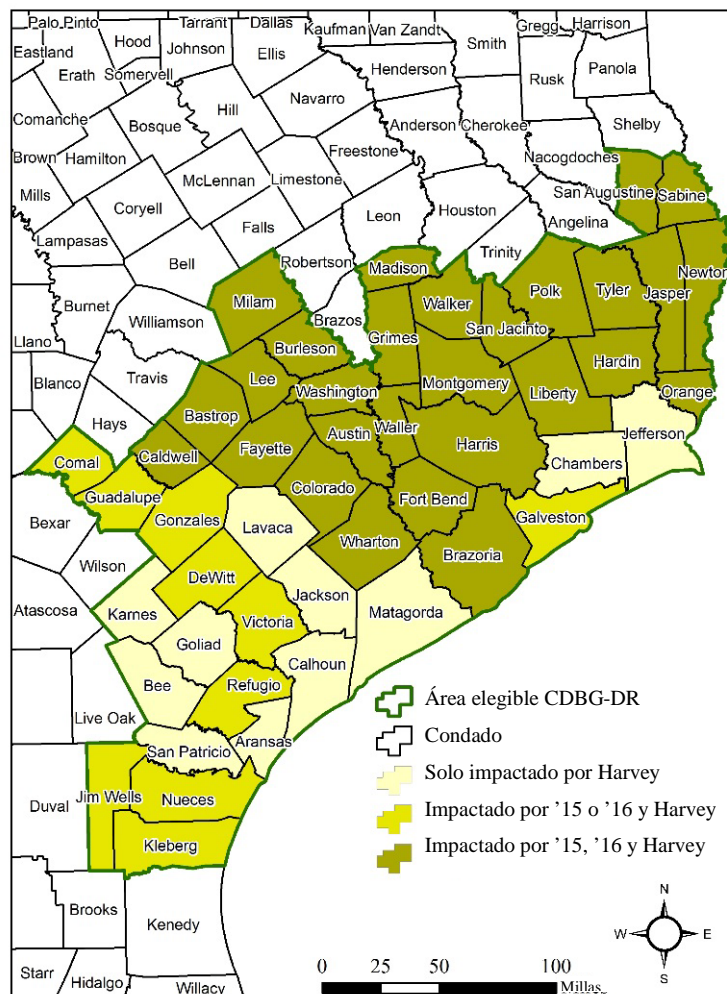 Palo Pinto
Tarrant
Dallas
Kaufman
Van Zandt
Gregg
Harrison
Eastland
Hood
Johnson
Ellis
Smith
Panola
Erath
Somervell
Henderson
Rusk
Comanche
Bosque
Hill
Navarro
Anderson
Cherokee
Shelby
Brown
Hamilton
Freestone
Nacogdoches
Mills
McLennan
Limestone
San Augustine
Sabine
Coryell
Leon
Houston
Angelina
Lampasas
Falls
Trinity
Bell
Robertson
Madison
Newton
Burnet
Milam
Walker
Polk
Tyler
Jasper
Williamson
Brazos
Grimes
San Jacinto
Llano
Burleson
Hardin
Blanco
Travis
Lee
Washington
Montgomery
Liberty
Orange
Hays
Bastrop
Austin
Waller
Jefferson
Comal
Caldwell
Fayette
Harris
Chambers
Guadalupe
Colorado
Fort Bend
Bexar
Gonzales
Lavaca
Galveston
Wilson
Wharton
Brazoria
DeWitt
Atascosa
Jackson
Karnes
Victoria
Matagorda
Goliad
Calhoun
Bee
Refugio
Live Oak
Aransas
San Patricio
Duval
Jim Wells
Nueces
Kleberg
Brooks
Kenedy
Starr
Hidalgo
Willacy
Área elegible CDBG-DR
Condado
Solo impactado por Harvey
Impactado por ’15 o ’16 y Harvey
Impactado por ’15, ’16 y Harvey
N
W E
S
0 25 50 100
Millas